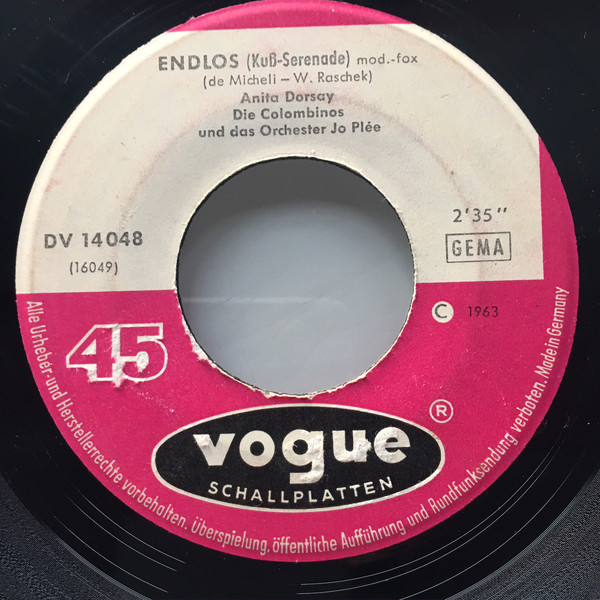 ENDLOS (Kuß-Serenade) mod.-fox
(de Micheli – W. Raschek)
Anita Dorsay
Die Colombinos
und das Orchester Jo Plée
DV 14048
(16049)
2'35"
GEMA
45
C 1963
vogue ®
SCHALLPLATTEN
Alle Urheber- und Herstellerrechte vorbehalten. Überspielung, öffentliche Aufführung und Rundfunksendung verboten. Made in Germany